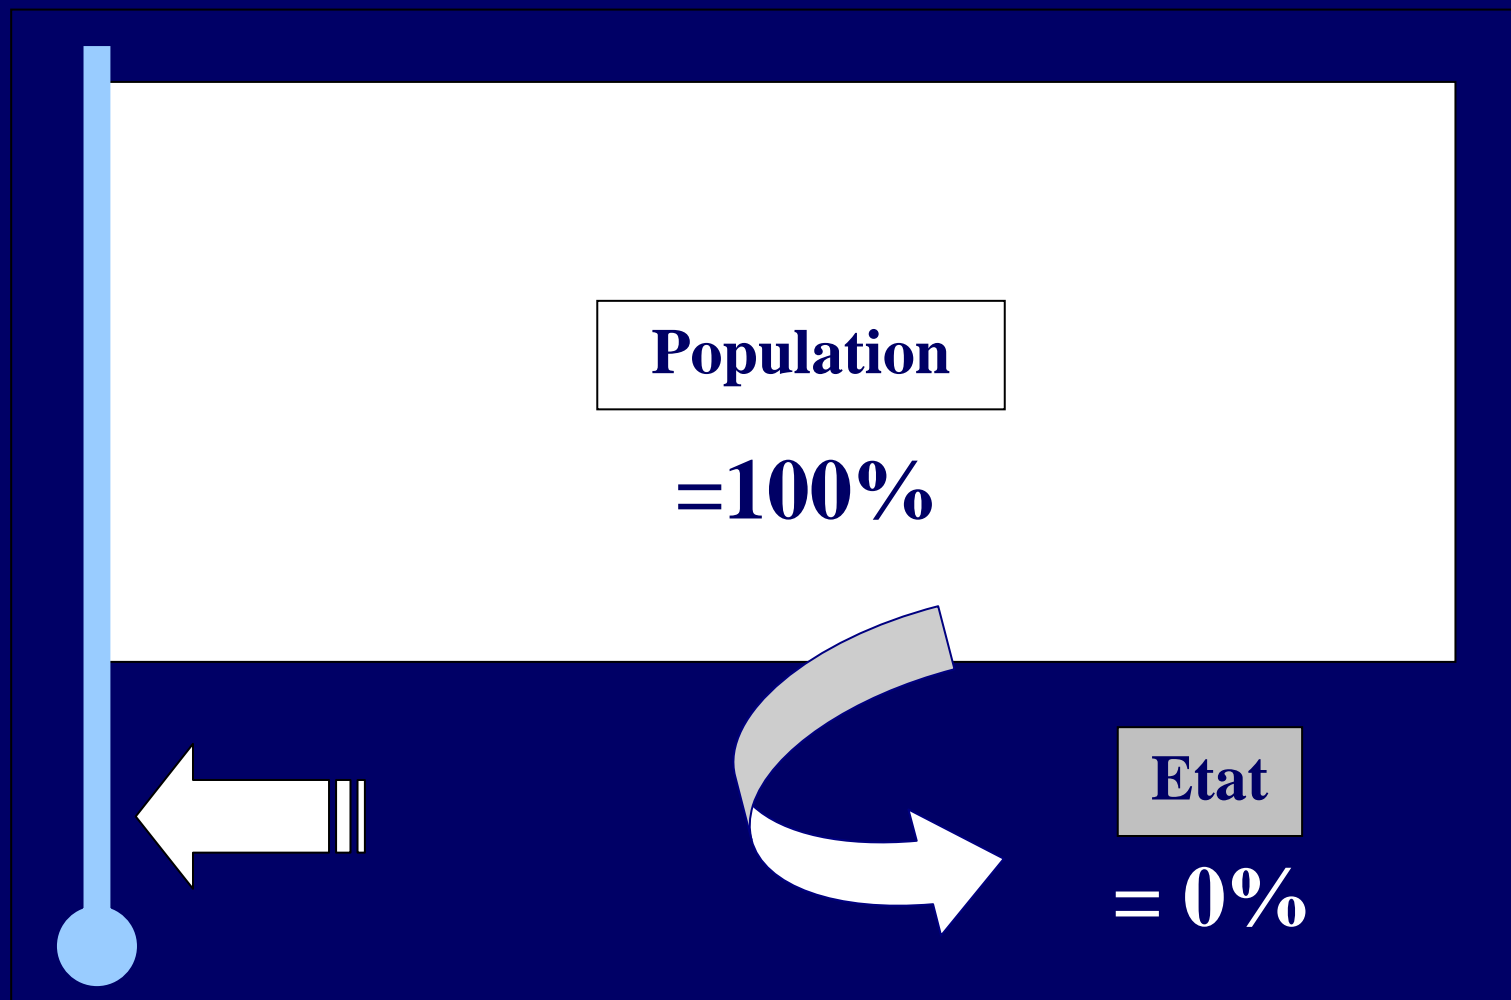 Population
=100%
Etat
= 0%